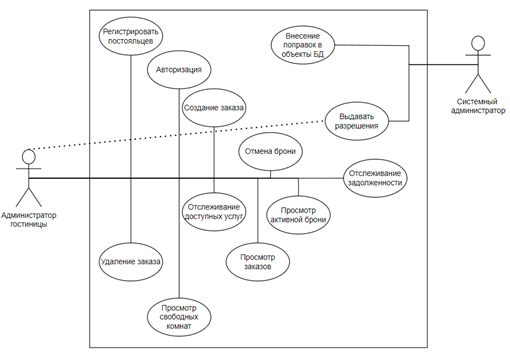 Регистрировать
постояльцев
Внесение
поправок в
объекты БД
Авторизация
Системный
администратор
Создание заказа
Выдавать
разрешения
Отмена брони
Отслеживание
задолженности
Администратор
гостиницы
Отслеживание
доступных услуг
Просмотр
активной брони
Удаление заказа
Просмотр
заказов
Просмотр
свободных
комнат